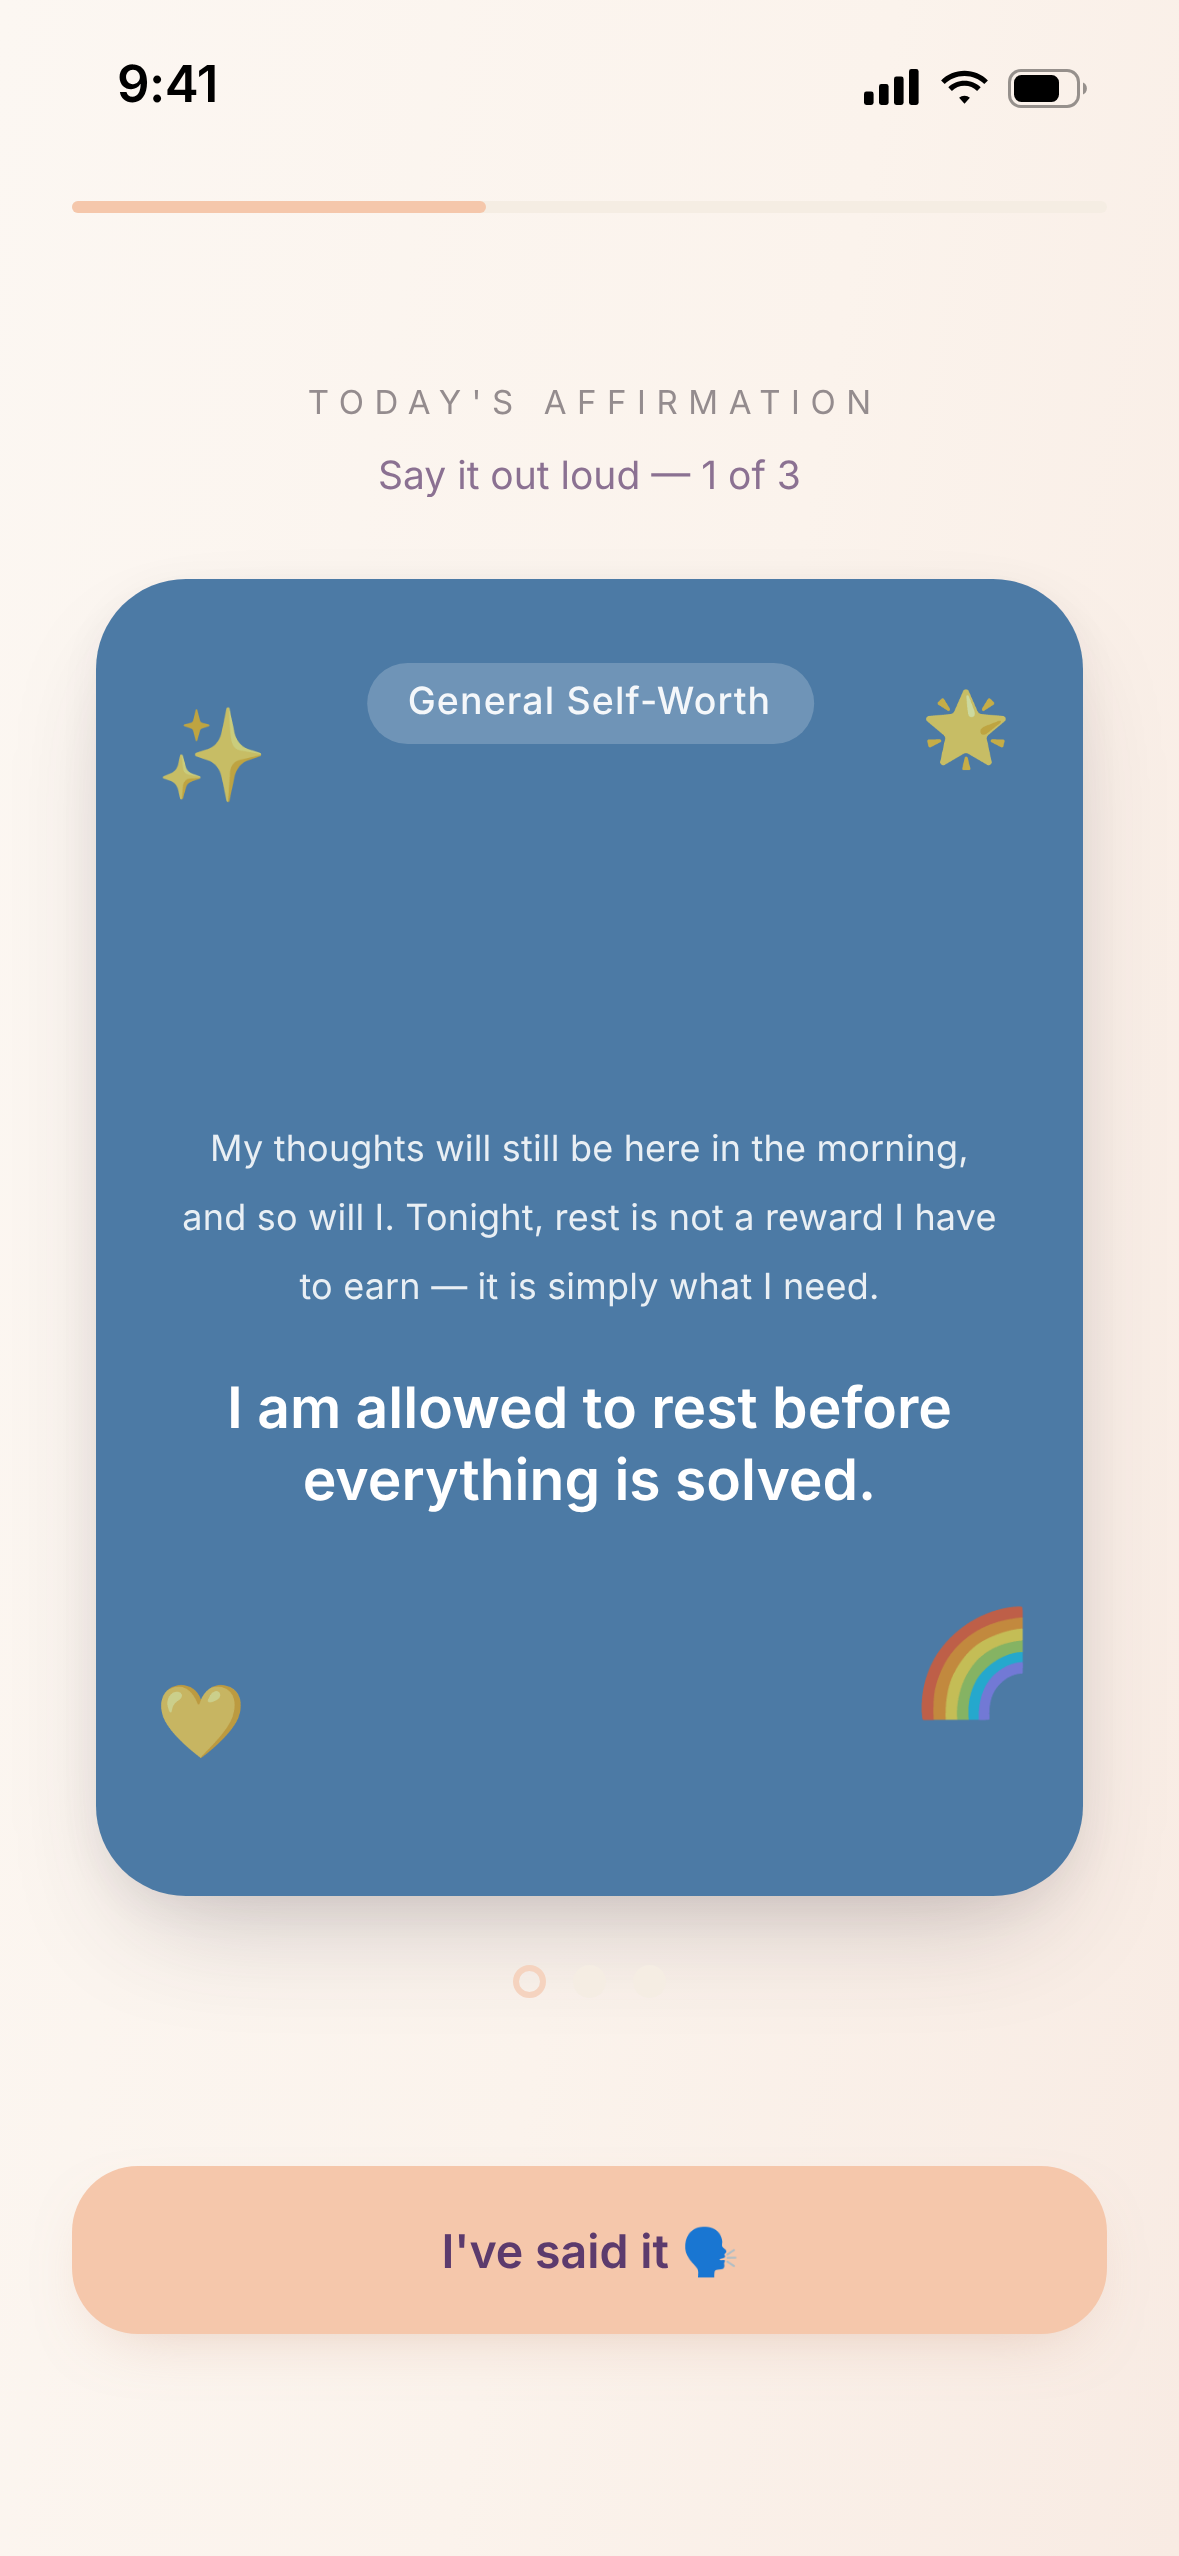 9:41
TODAY'S AFFIRMATION
Say it out loud — 1 of 3
General Self-Worth
My thoughts will still be here in the morning,
and so will I. Tonight, rest is not a reward I have
to earn — it is simply what I need.
I am allowed to rest before
everything is solved.
I've said it